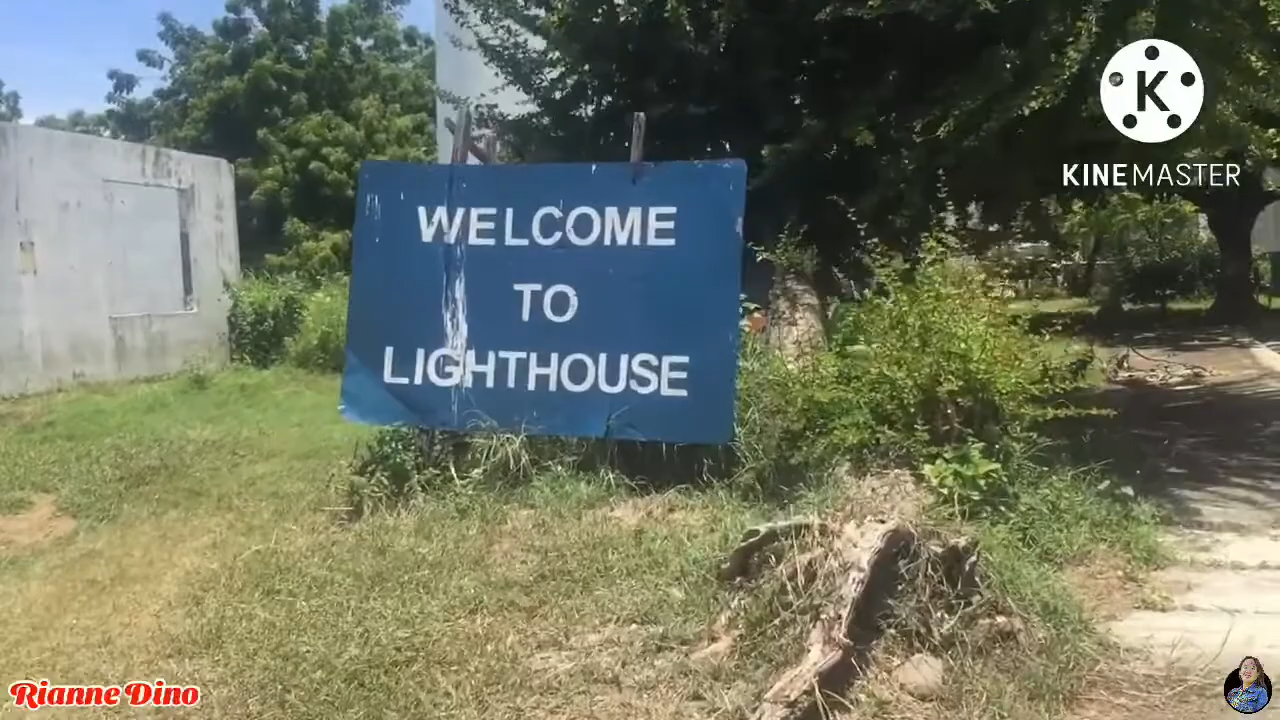 WELCOME
TO
LIGHTHOUSE
K
KINEMASTER
Rianne Dino